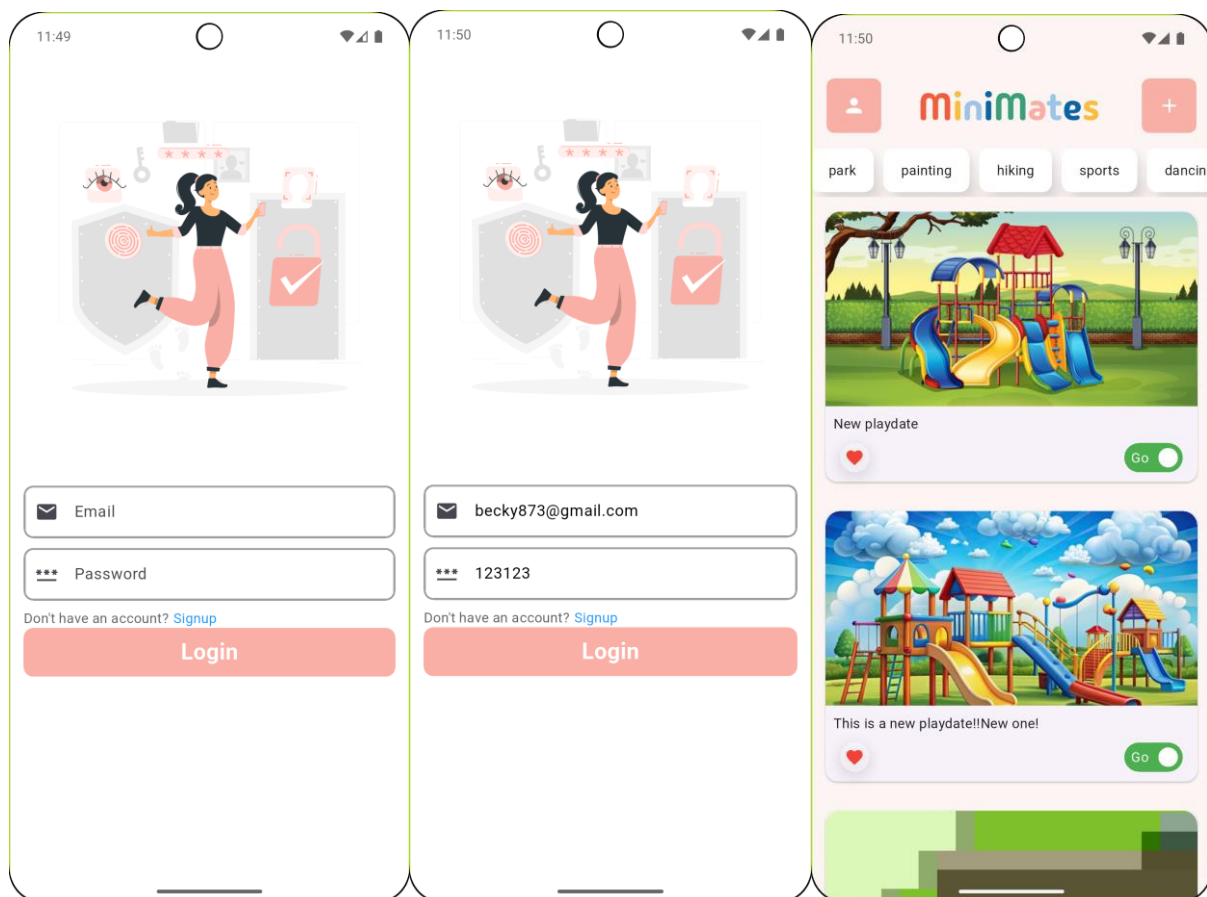 11:49
Email
*** Password
Don't have an account? Signup
Login
11:50
becky873@gmail.com
*** 123123
Don't have an account? Signup
Login
11:50
MiniMates
+
park painting hiking sports dancin
New playdate
Go
This is a new playdate!!New one!
Go